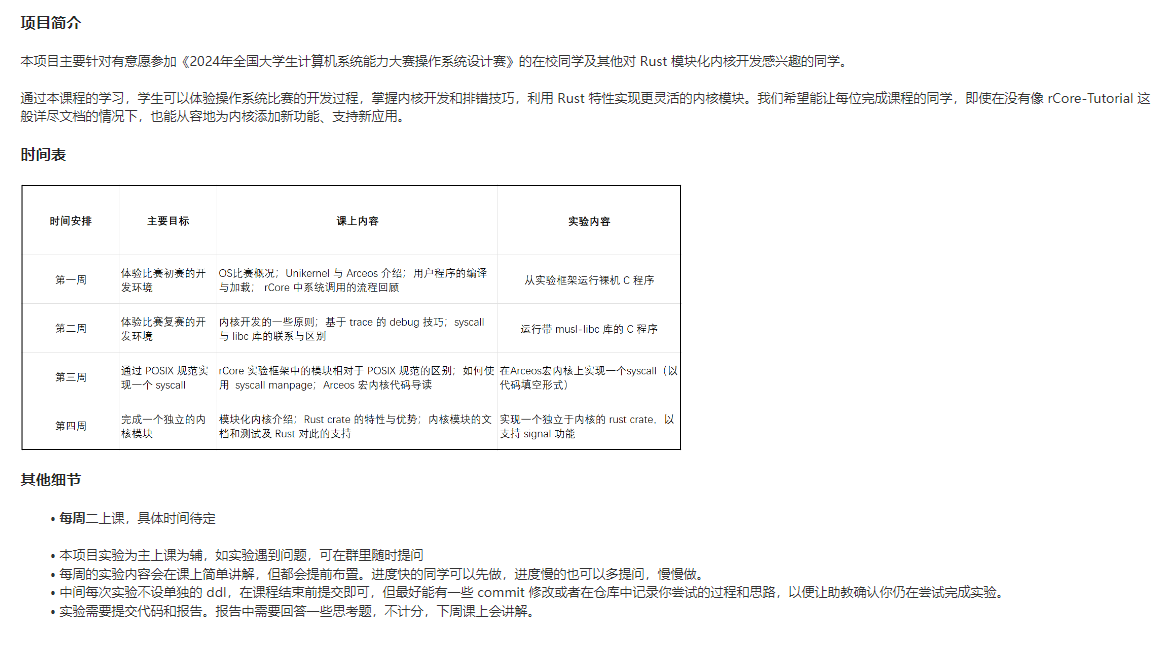 项目简介
本项目主要针对有意愿参加《2024年全国大学生计算机系统能力大赛操作系统设计赛》的在校同学及其他对 Rust 模块化内核开发感兴趣的同学。
通过本课程的学习，学生可以体验操作系统比赛的开发过程，掌握内核开发和排错技巧，利用 Rust 特性实现更灵活的内核模块。我们希望能让每位完成课程的同学，即使在没有像 rCore-Tutorial 这
般详尽文档的情况下，也能从容地为内核添加新功能、支持新应用。
时间表
时间安排 主要目标 课上内容 实验内容
第一周
体验比赛初赛的开
发环境
OS比赛概况；Unikernel 与 Arceos 介绍；用户程序的编译
与加载； rCore 中系统调用的流程回顾
从实验框架运行裸机 C 程序
第二周
体验比赛复赛的开
发环境
内核开发的一些原则；基于 trace 的 debug 技巧；syscall
与 libc 库的联系与区别
运行带 musl-libc 库的 C 程序
第三周
通过 POSIX 规范实
现一个 syscall
rCore 实验框架中的模块相对于 POSIX 规范的区别；如何使
用 syscall manpage；Arceos 宏内核代码导读
在Arceos宏内核上实现一个syscall（以
代码填空形式）
第四周
完成一个独立的内
核模块
模块化内核介绍；Rust crate 的特性与优势；内核模块的文
档和测试及 Rust 对此的支持
实现一个独立于内核的 rust crate，以
支持 signal 功能
其他细节
• 每周二上课，具体时间待定
• 本项目实验为主上课为辅，如实验遇到问题，可在群里随时提问
• 每周的实验内容会在课上简单讲解，但都会提前布置。进度快的同学可以先做，进度慢的也可以多提问，慢慢做。
• 中间每次实验不设单独的 ddl，在课程结束前提交即可，但最好能有一些 commit 修改或者在仓库中记录你尝试的过程和思路，以便让助教确认你仍在尝试完成实验。
• 实验需要提交代码和报告。报告中需要回答一些思考题，不计分，下周课上会讲解。